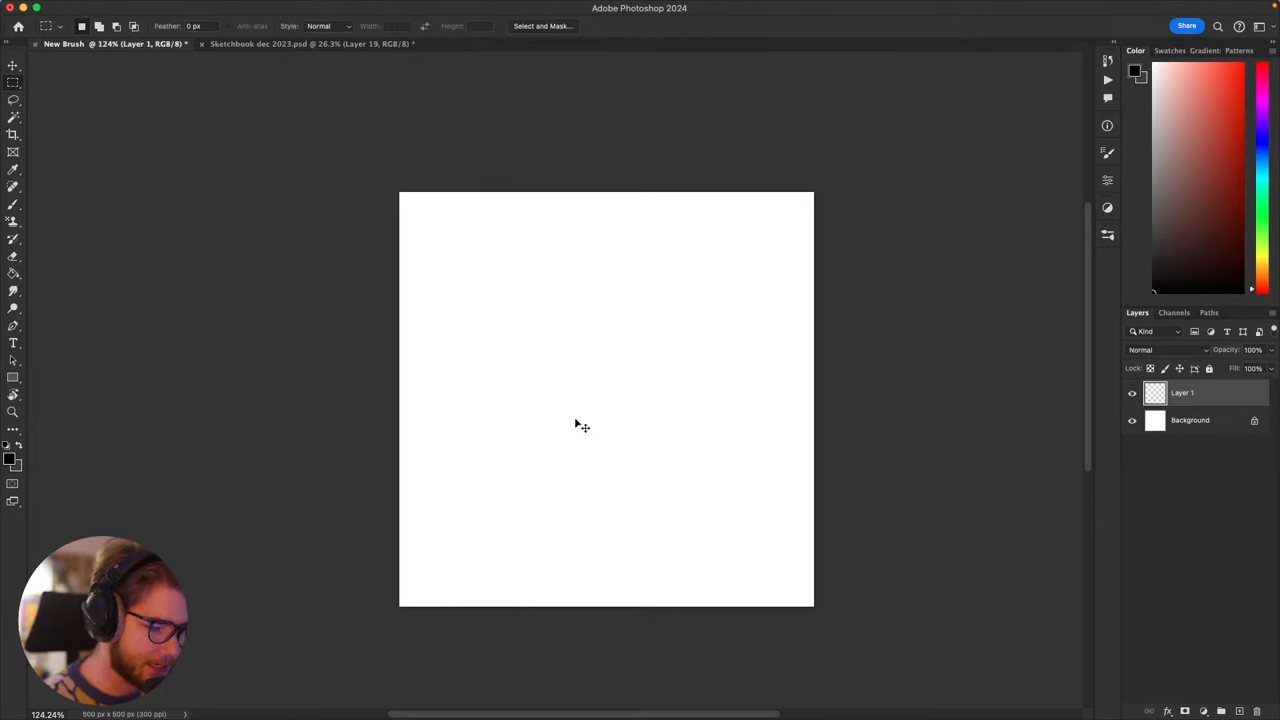 Adobe Photoshop 2024
Feather: 0 px Anti-alias Style: Normal Width: Height: Select and Mask... Share
× New Brush @ 124% (Layer 1, RGB/8) * × Sketchbook dec 2023.psd @ 26.3% (Layer 19, RGB/8) *
Color Swatches Gradient: Patterns
Layers Channels Paths
Kind
Normal Opacity: 100%
Lock: Fill: 100%
Layer 1
Background
124.24% 500 px x 500 px (300 ppi)